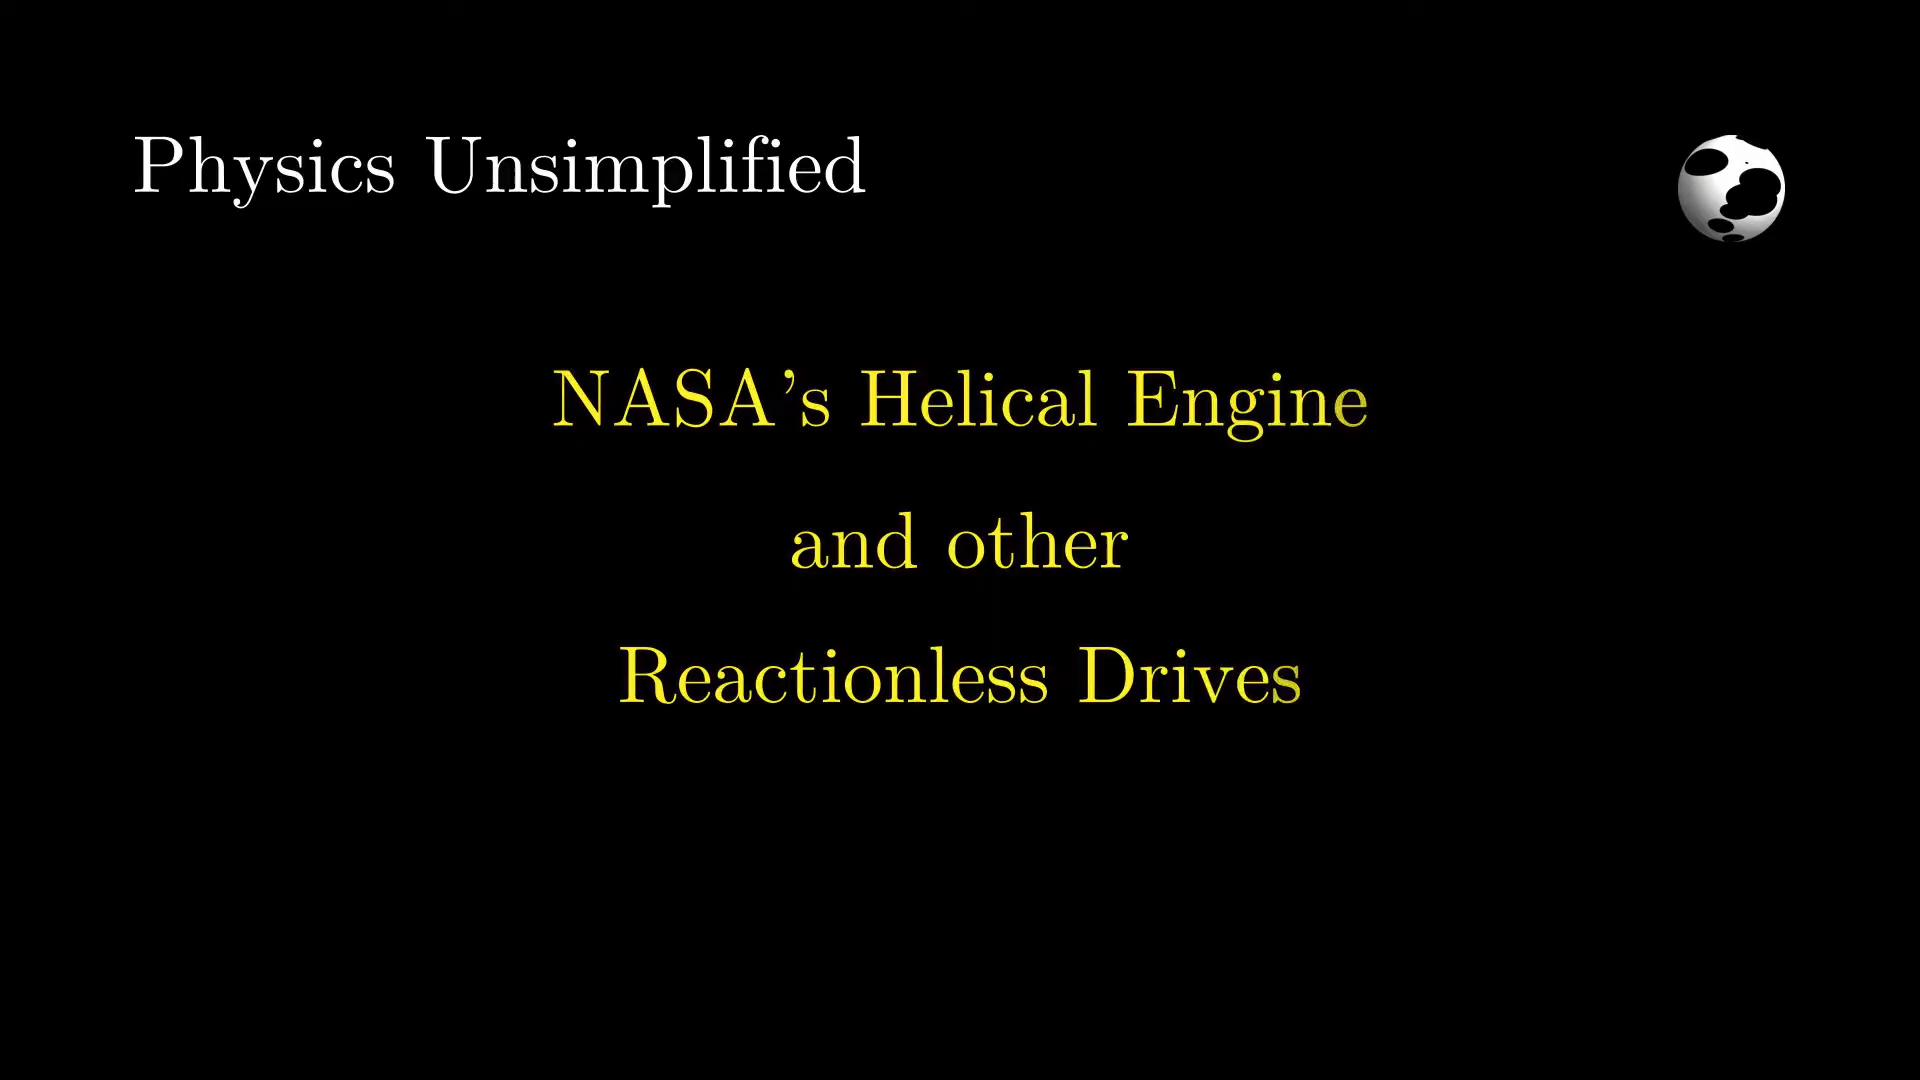 Physics Unsimplified
NASA's Helical Engine
and other
Reactionless Drives